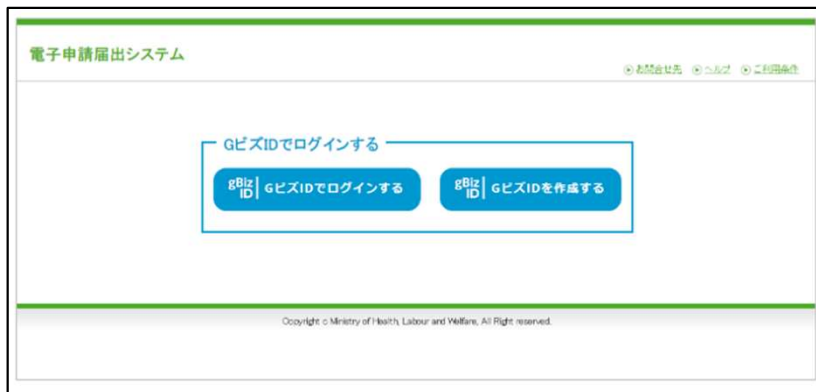 電子申請届出システム
お問合せ先 ヘルプ ご利用条件
GビズIDでログインする
gBiz ID GビズIDでログインする
gBiz ID GビズIDを作成する
Copyright c Ministry of Health, Labour and Welfare, All Right reserved.